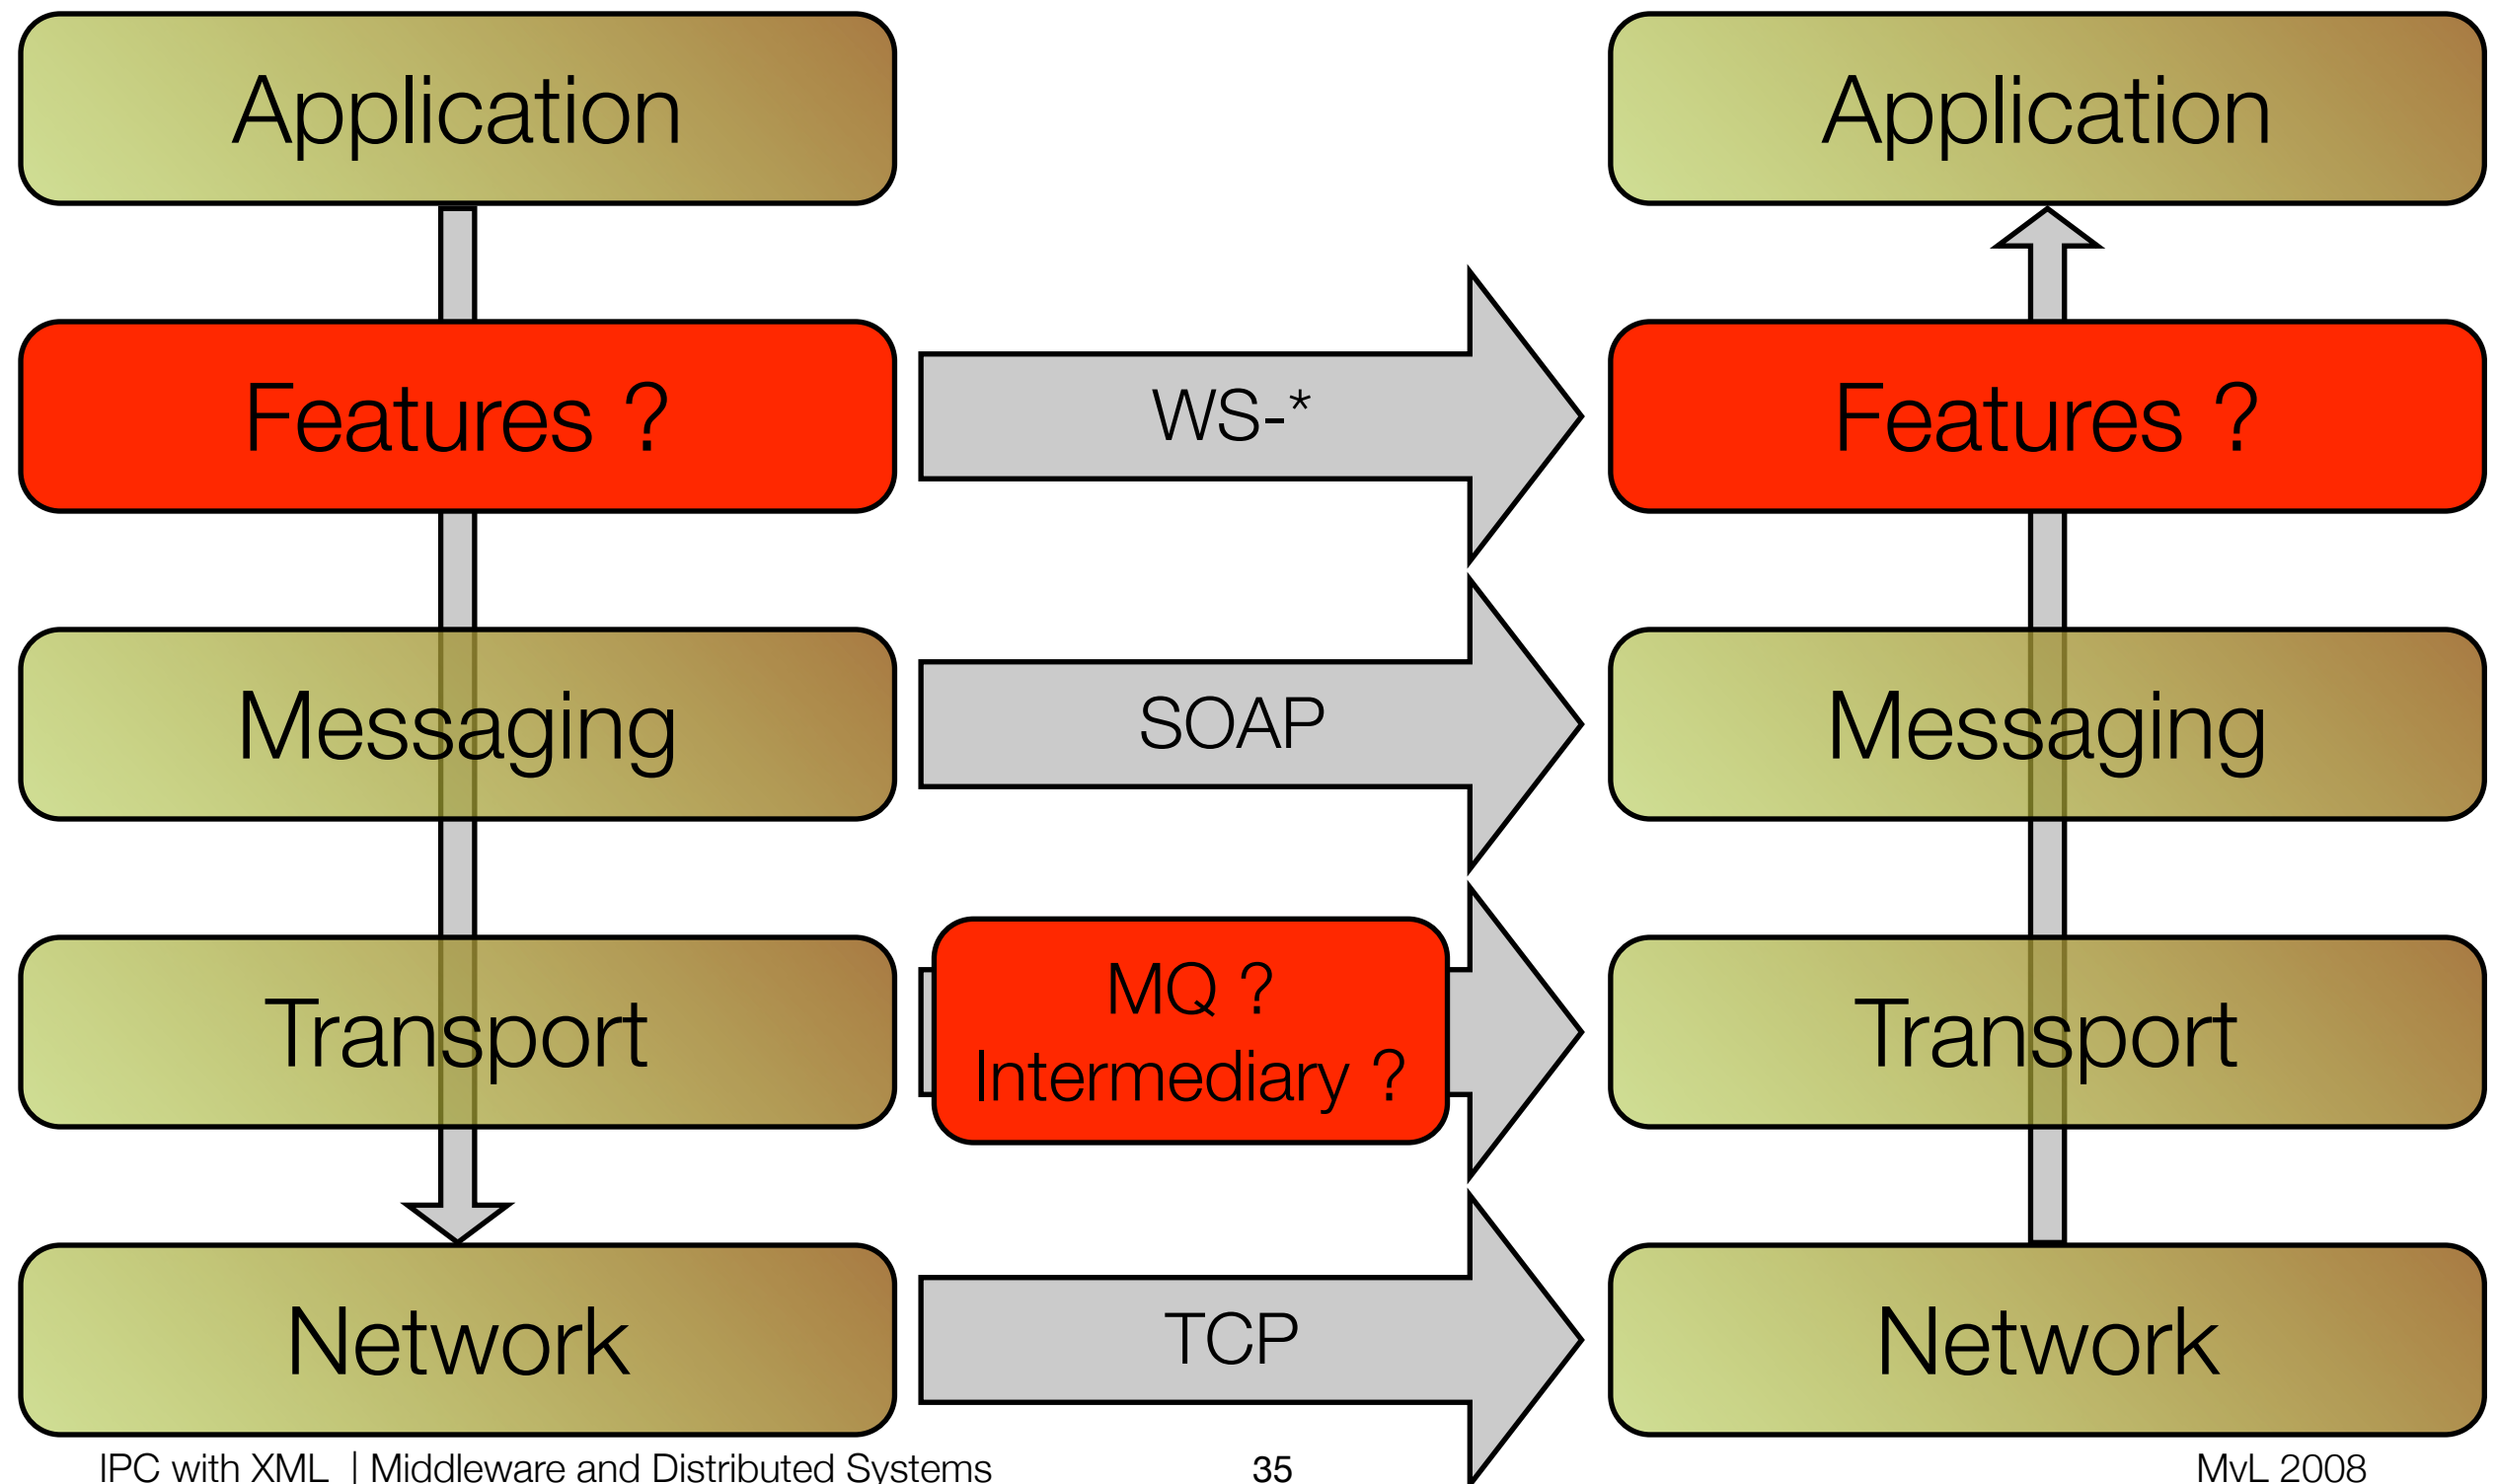 Application
Application
Features ?
WS-*
Features ?
Messaging
SOAP
Messaging
Transport
MQ ?
Intermediary ?
Transport
Network
TCP
Network
IPC with XML | Middleware and Distributed Systems
35
MvL 2008